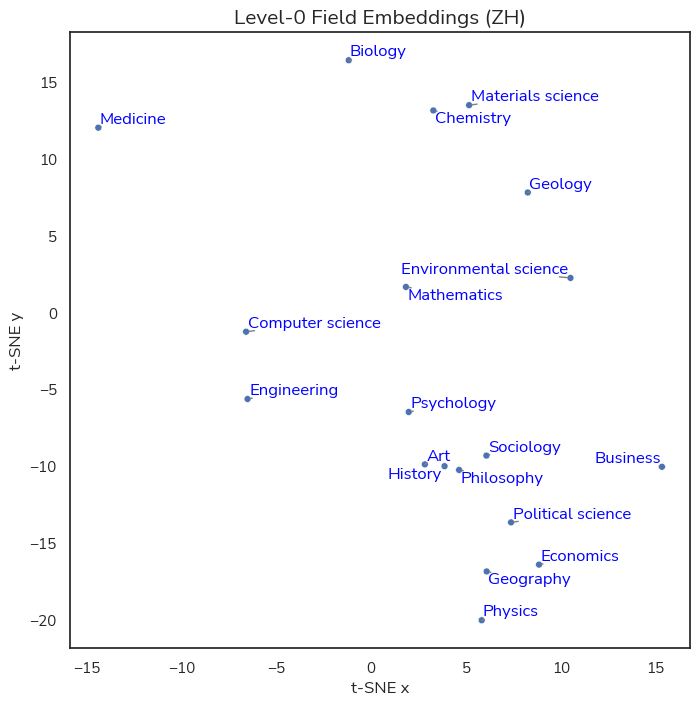 Level-0 Field Embeddings (ZH)
Biology
Materials science
Chemistry
Medicine
Geology
Environmental science
Mathematics
Computer science
Engineering
Psychology
Sociology
Art
Business
History
Philosophy
Political science
Economics
Geography
Physics
15
10
5
0
−5
−10
−15
−20
t-SNE y
−15
−10
−5
0
5
10
15
t-SNE x